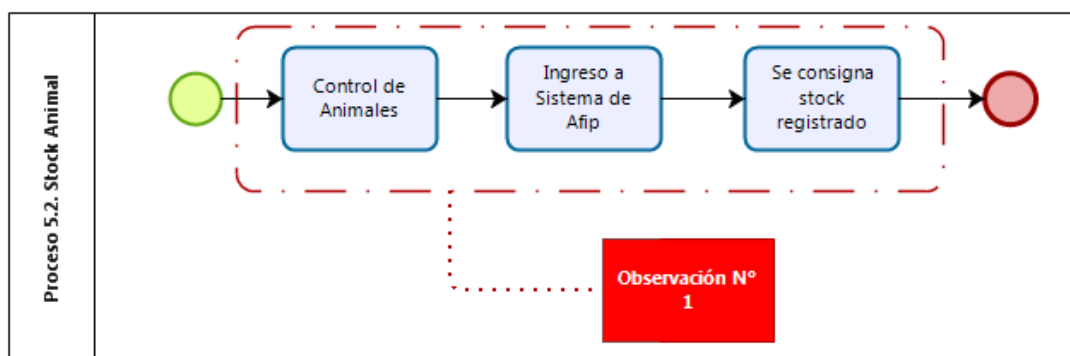 Proceso 5.2. Stock Animal
Control de
Animales
Ingreso a
Sistema de
Afip
Se consigna
stock
registrado
Observación N°
1